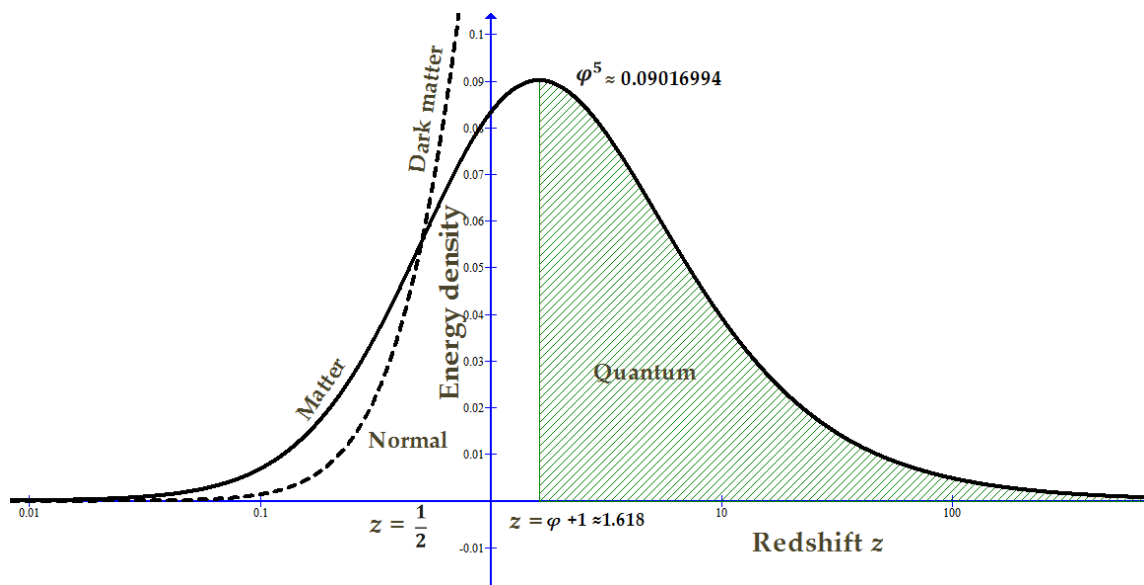 0.1
φ⁵ ≈ 0.09016994
0.09
Dark matter
0.08
0.07
0.06
Energy density
0.05
0.04
0.03
Matter
Quantum
0.02
Normal
0.01
0.01
0.1
10
100
z = 1/2
z = φ +1 ≈1.618
Redshift z
-0.01